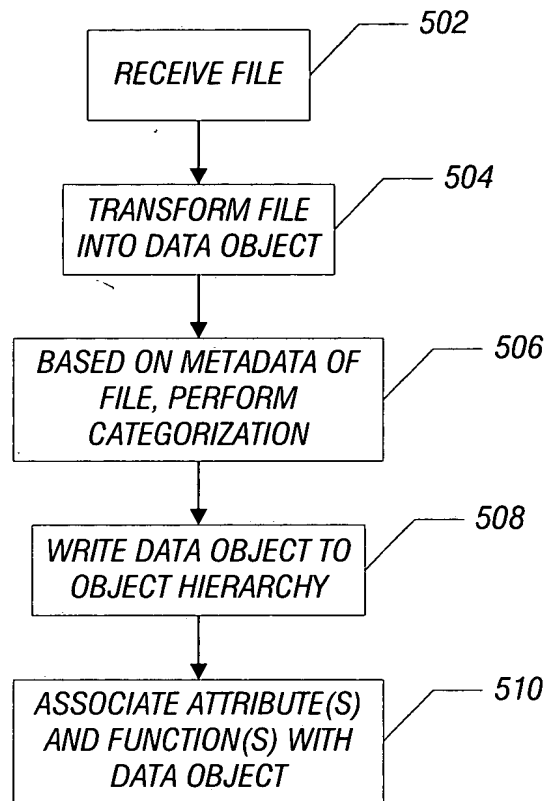 502
RECEIVE FILE
504
TRANSFORM FILE
INTO DATA OBJECT
506
BASED ON METADATA OF
FILE, PERFORM
CATEGORIZATION
508
WRITE DATA OBJECT TO
OBJECT HIERARCHY
510
ASSOCIATE ATTRIBUTE(S)
AND FUNCTION(S) WITH
DATA OBJECT